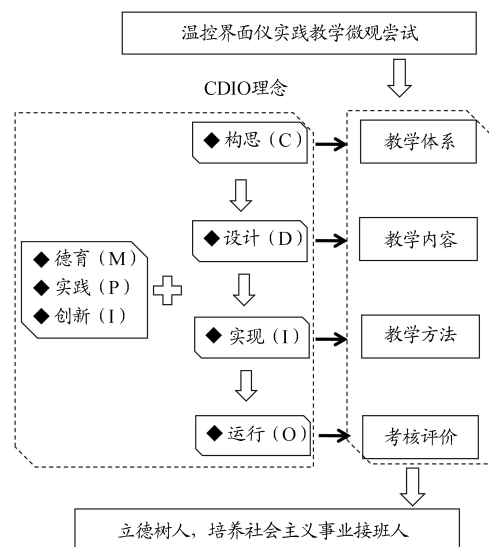 温控界面仪实践教学微观尝试
CDIO理念
◆ 构思（C）
教学体系
◆ 设计（D）
教学内容
◆ 德育（M）
◆ 实践（P）
◆ 创新（I）
◆ 实现（I）
教学方法
◆ 运行（O）
考核评价
立德树人，培养社会主义事业接班人